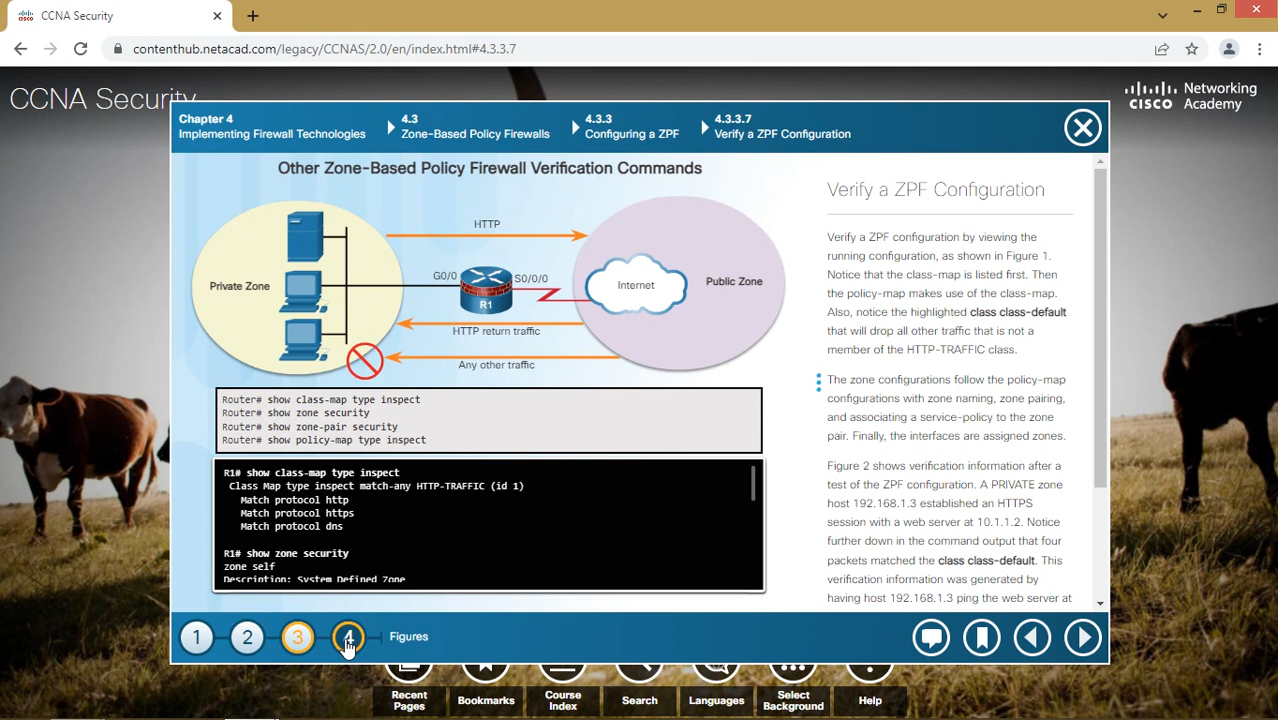 CCNA Security
contenthub.netacad.com/legacy/CCNAS/2.0/en/index.html#4.3.3.7
CCNA Security
Networking
CISCO Academy
Chapter 4
Implementing Firewall Technologies
4.3
Zone-Based Policy Firewalls
4.3.3
Configuring a ZPF
4.3.3.7
Verify a ZPF Configuration
Other Zone-Based Policy Firewall Verification Commands
HTTP
G0/0
S0/0/0
Private Zone
R1
Internet
Public Zone
HTTP return traffic
Any other traffic
Router# show class-map type inspect
Router# show zone security
Router# show zone-pair security
Router# show policy-map type inspect
R1# show class-map type inspect
Class Map type inspect match-any HTTP-TRAFFIC (id 1)
Match protocol http
Match protocol https
Match protocol dns
R1# show zone security
zone self
Description: System Defined Zone
Verify a ZPF Configuration
Verify a ZPF configuration by viewing the
running configuration, as shown in Figure 1.
Notice that the class-map is listed first. Then
the policy-map makes use of the class-map.
Also, notice the highlighted class class-default
that will drop all other traffic that is not a
member of the HTTP-TRAFFIC class.
The zone configurations follow the policy-map
configurations with zone naming, zone pairing,
and associating a service-policy to the zone
pair. Finally, the interfaces are assigned zones.
Figure 2 shows verification information after a
test of the ZPF configuration. A PRIVATE zone
host 192.168.1.3 established an HTTPS
session with a web server at 10.1.1.2. Notice
further down in the command output that four
packets matched the class class-default. This
verification information was generated by
having host 192.168.1.3 ping the web server at
1 2 3 4 Figures
Recent
Pages
Bookmarks
Course
Index
Search
Languages
Select
Background
Help